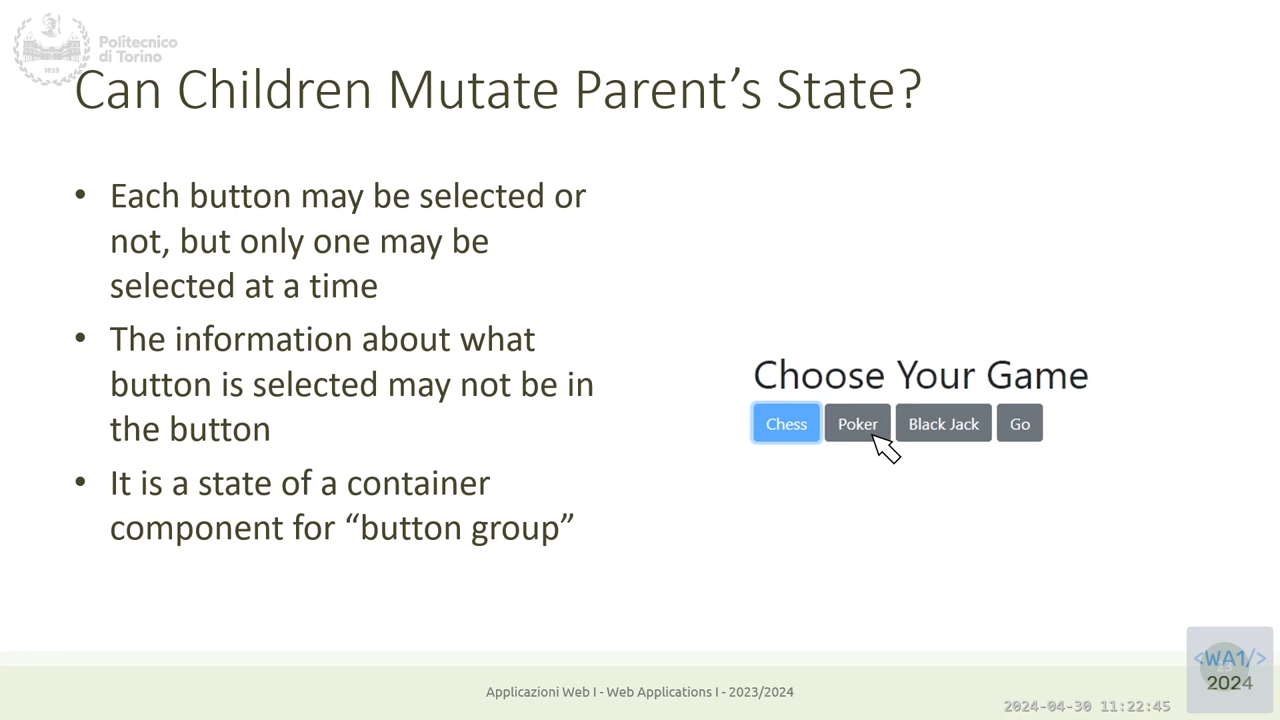 Politecnico
di Torino
1859
Can Children Mutate Parent’s State?
• Each button may be selected or
not, but only one may be
selected at a time
• The information about what
button is selected may not be in
the button
• It is a state of a container
component for “button group”
Choose Your Game
Chess Poker Black Jack Go
Applicazioni Web I - Web Applications I - 2023/2024
<WA1/>
2024
2024-04-30 11:22:45